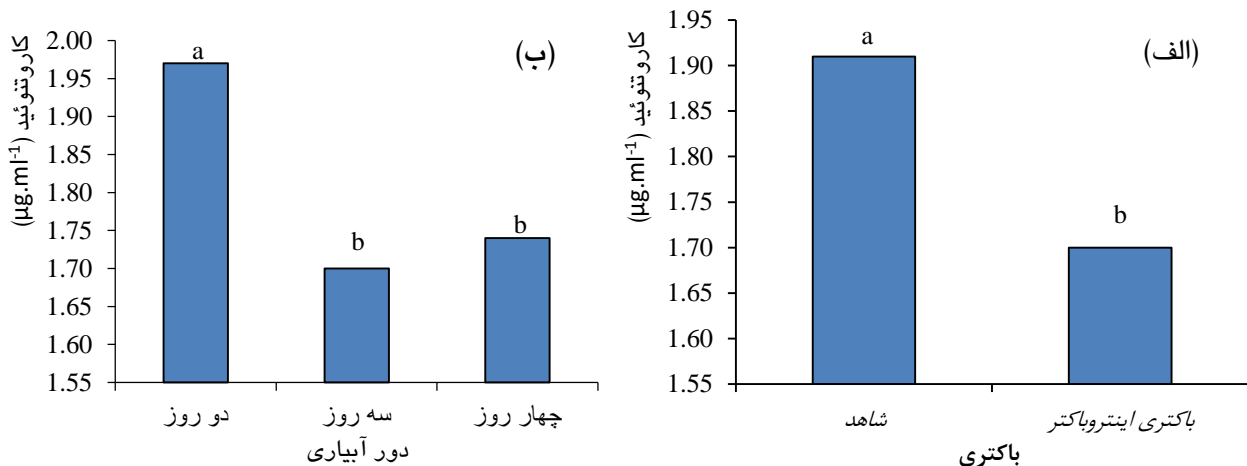 (الف)
کاروتنوئید (µg.ml-1)
1.95
1.90
1.85
1.80
1.75
1.70
1.65
1.60
1.55
a
b
شاهد
باکتری اینتروباکتر
باکتری
(ب)
کاروتنوئید (µg.ml-1)
2.00
1.95
1.90
1.85
1.80
1.75
1.70
1.65
1.60
1.55
a
b
b
دو روز
سه روز
چهار روز
دور آبیاری